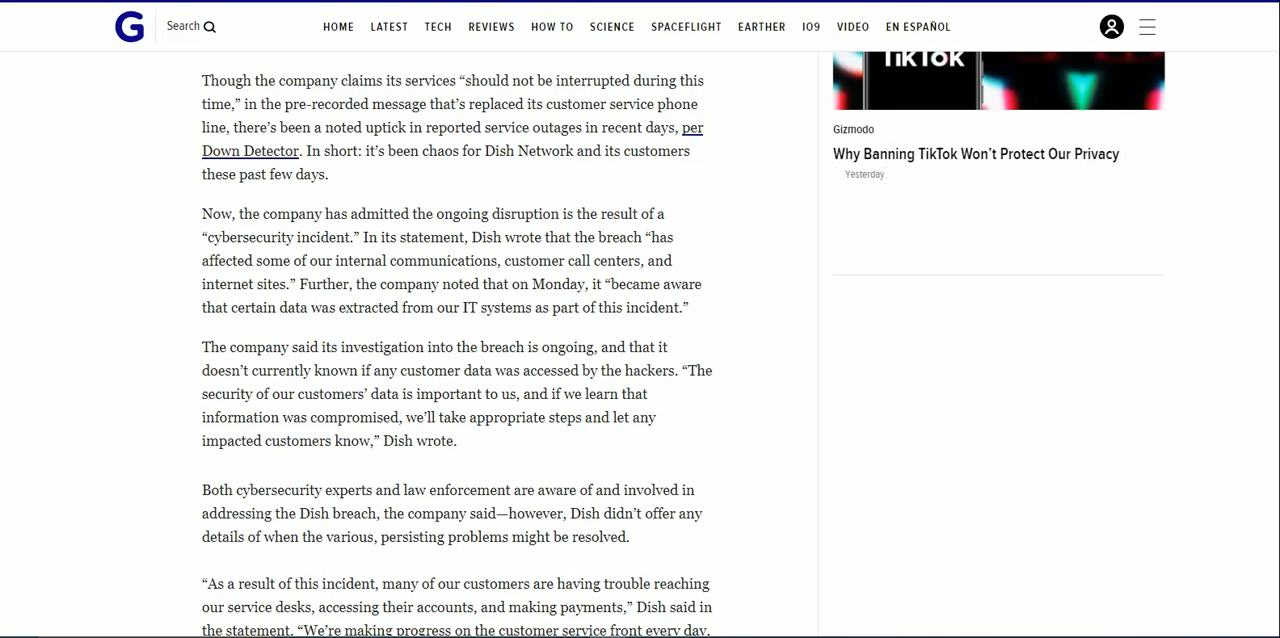 G
Search
HOME LATEST TECH REVIEWS HOW TO SCIENCE SPACEFLIGHT EARTHER IO9 VIDEO EN ESPAÑOL
Though the company claims its services “should not be interrupted during this
time,” in the pre-recorded message that’s replaced its customer service phone
line, there’s been a noted uptick in reported service outages in recent days, per
Down Detector. In short: it’s been chaos for Dish Network and its customers
these past few days.
Now, the company has admitted the ongoing disruption is the result of a
“cybersecurity incident.” In its statement, Dish wrote that the breach “has
affected some of our internal communications, customer call centers, and
internet sites.” Further, the company noted that on Monday, it “became aware
that certain data was extracted from our IT systems as part of this incident.”
The company said its investigation into the breach is ongoing, and that it
doesn’t currently known if any customer data was accessed by the hackers. “The
security of our customers’ data is important to us, and if we learn that
information was compromised, we’ll take appropriate steps and let any
impacted customers know,” Dish wrote.
Both cybersecurity experts and law enforcement are aware of and involved in
addressing the Dish breach, the company said—however, Dish didn’t offer any
details of when the various, persisting problems might be resolved.
“As a result of this incident, many of our customers are having trouble reaching
our service desks, accessing their accounts, and making payments,” Dish said in
the statement. “We’re making progress on the customer service front every day,
TikTok
Gizmodo
Why Banning TikTok Won’t Protect Our Privacy
Yesterday